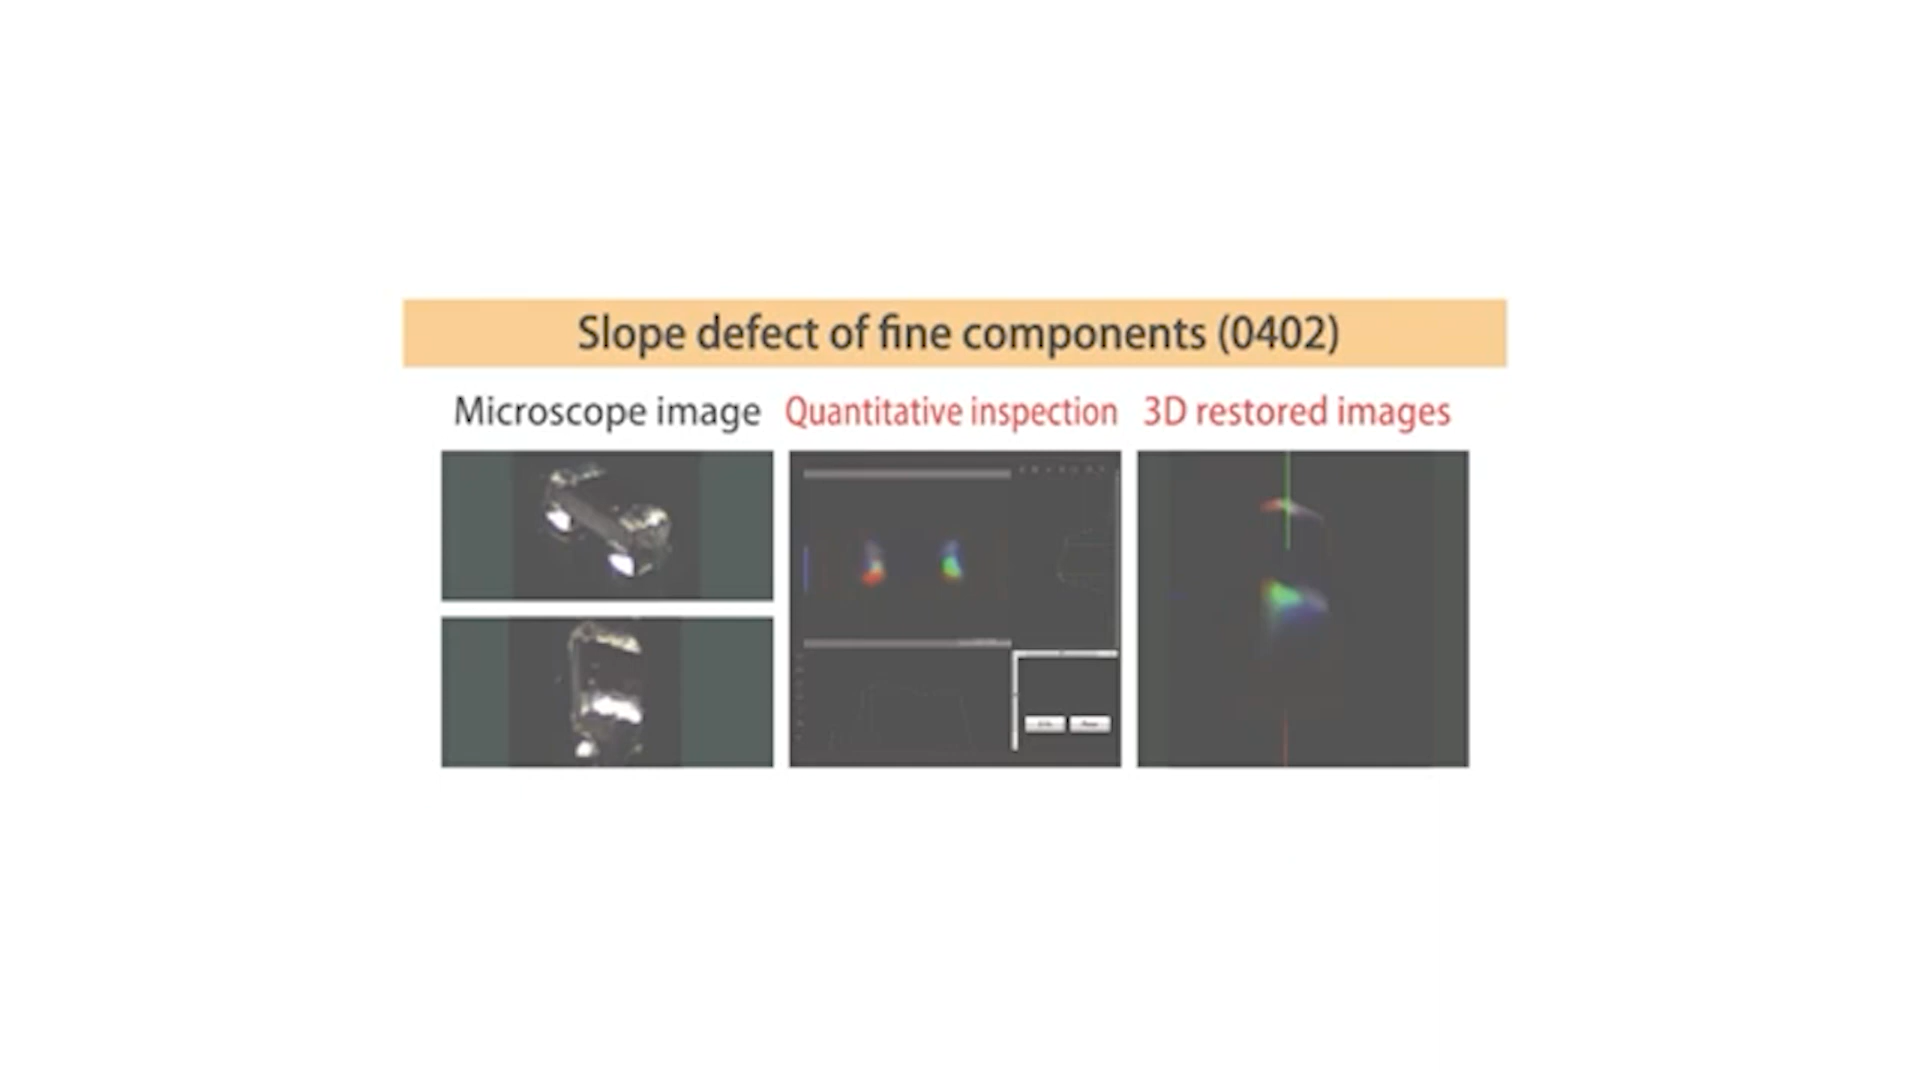 Slope defect of fine components (0402)
Microscope image
Quantitative inspection
3D restored images